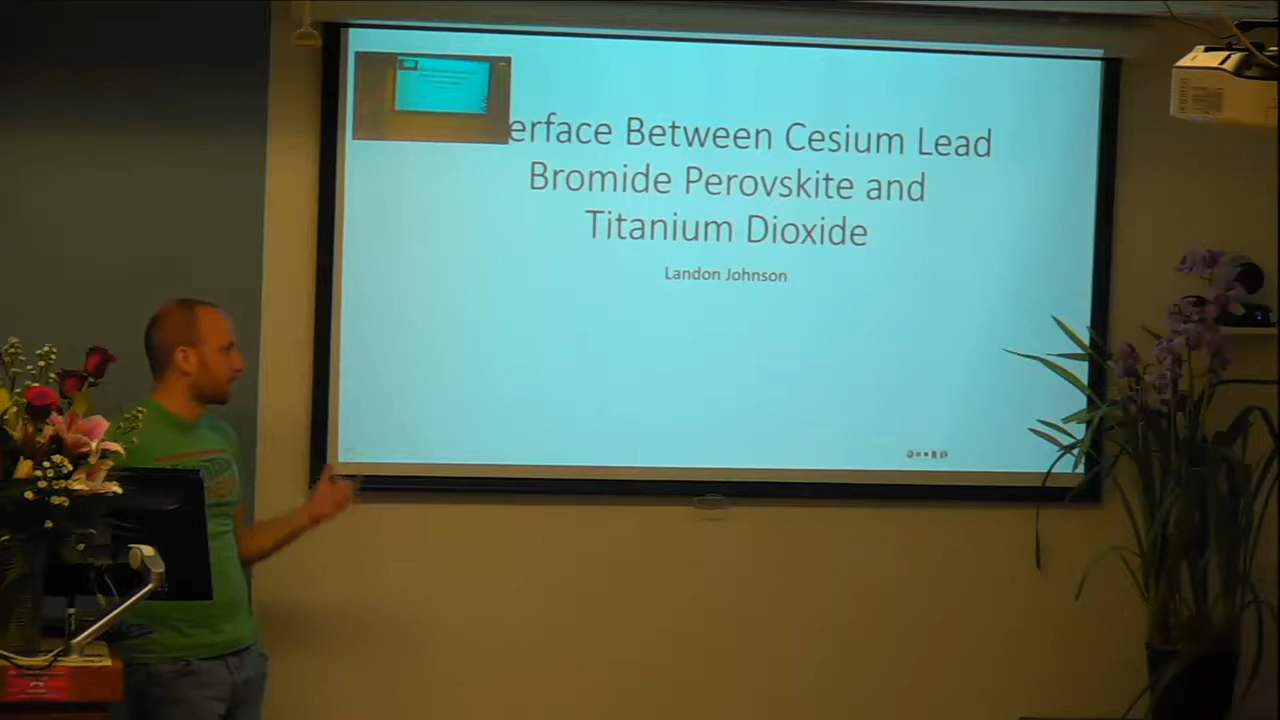 erface Between Cesium Lead
Bromide Perovskite and
Titanium Dioxide
Landon Johnson